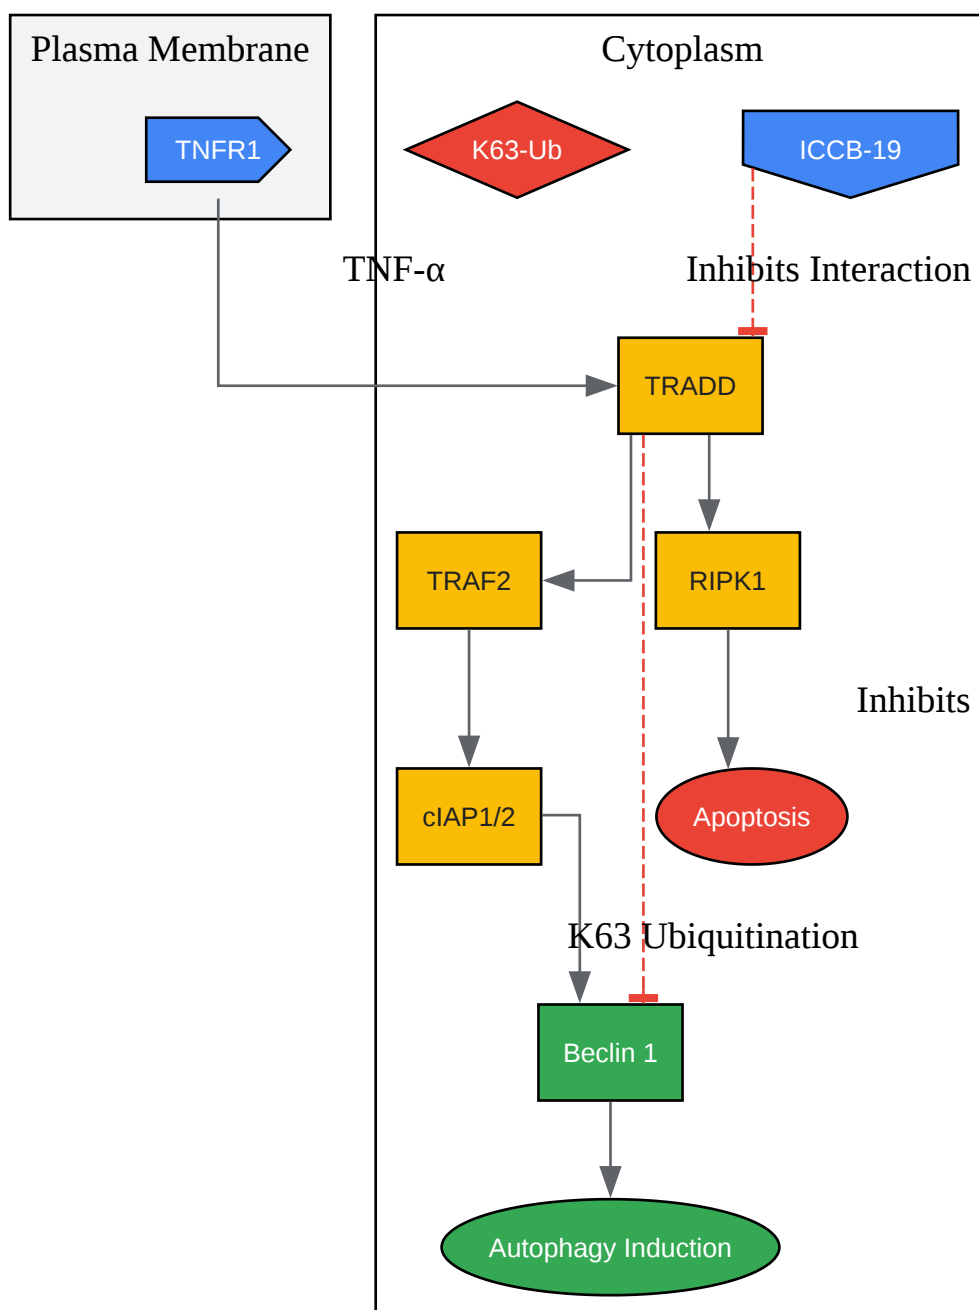 Plasma Membrane
Cytoplasm
TNFR1
K63-Ub
ICCB-19
TNF-α
Inhibits Interaction
TRADD
TRAF2
RIPK1
Inhibits
cIAP1/2
Apoptosis
K63 Ubiquitination
Beclin 1
Autophagy Induction